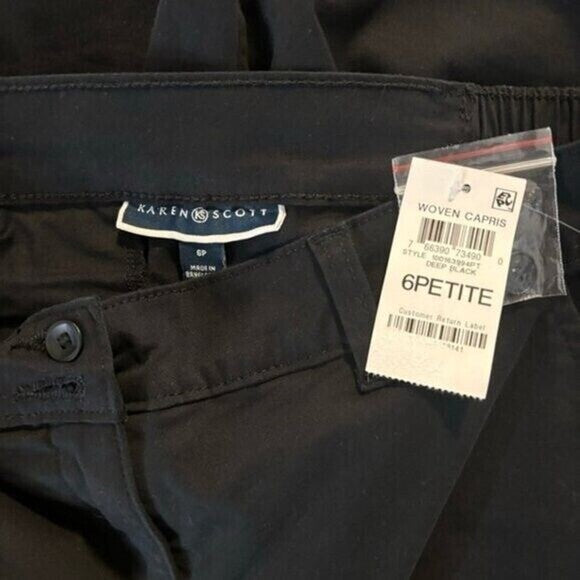 KAREN KS SCOTT
6P
MADE IN
WOVEN CAPRIS
7 66390 73490 0
STYLE 100163994PT
DEEP BLACK
6PETITE
Customer Return Label